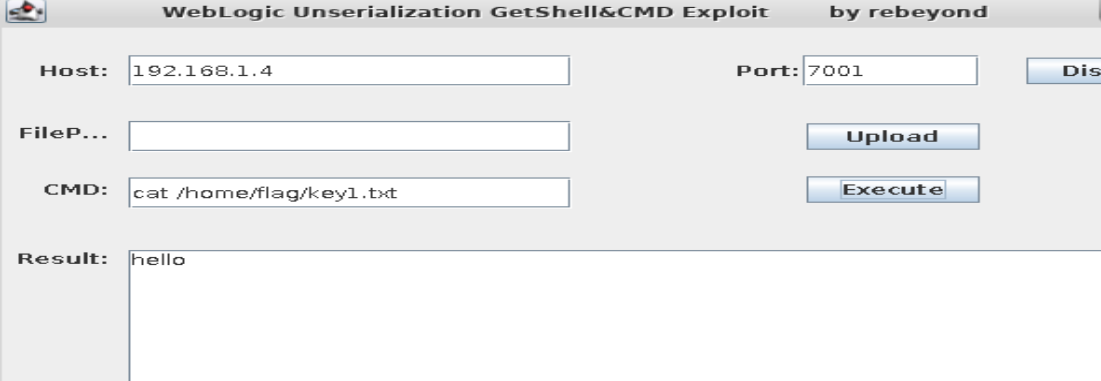 WebLogic Unserialization GetShell&CMD Exploit by rebeyond
Host: 192.168.1.4 Port: 7001 Dis
FileP... Upload
CMD: cat /home/flag/key1.txt Execute
Result: hello